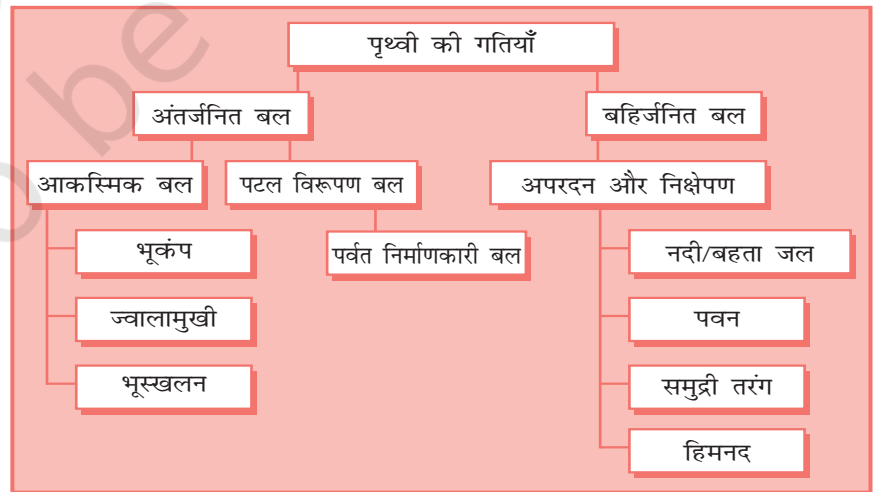 पृथ्वी की गतियाँ
अंतर्जनित बल
बहिर्जनित बल
आकस्मिक बल
पटल विरूपण बल
अपरदन और निक्षेपण
भूकंप
पर्वत निर्माणकारी बल
नदी/बहता जल
ज्वालामुखी
पवन
भूस्खलन
समुद्री तरंग
हिमनद
o be